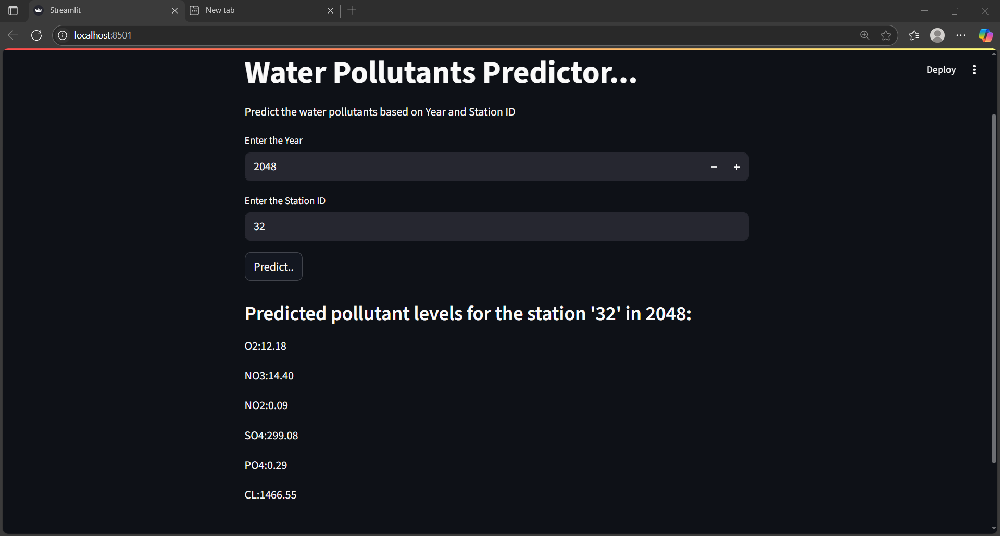 Streamlit
New tab
localhost:8501
Deploy
Water Pollutants Predictor...
Predict the water pollutants based on Year and Station ID
Enter the Year
2048
Enter the Station ID
32
Predict..
Predicted pollutant levels for the station '32' in 2048:
O2:12.18
NO3:14.40
NO2:0.09
SO4:299.08
PO4:0.29
CL:1466.55